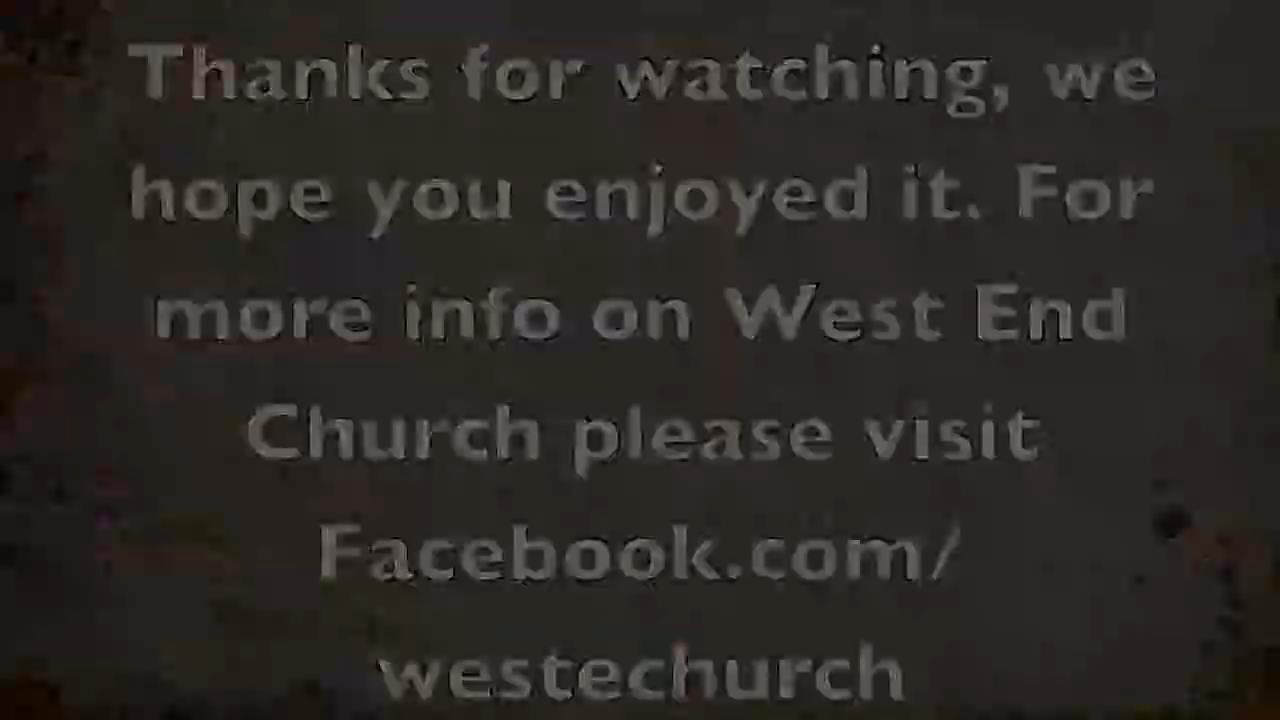 Thanks for watching, we
hope you enjoyed it. For
more info on West End
Church please visit
Facebook.com/
westechurch